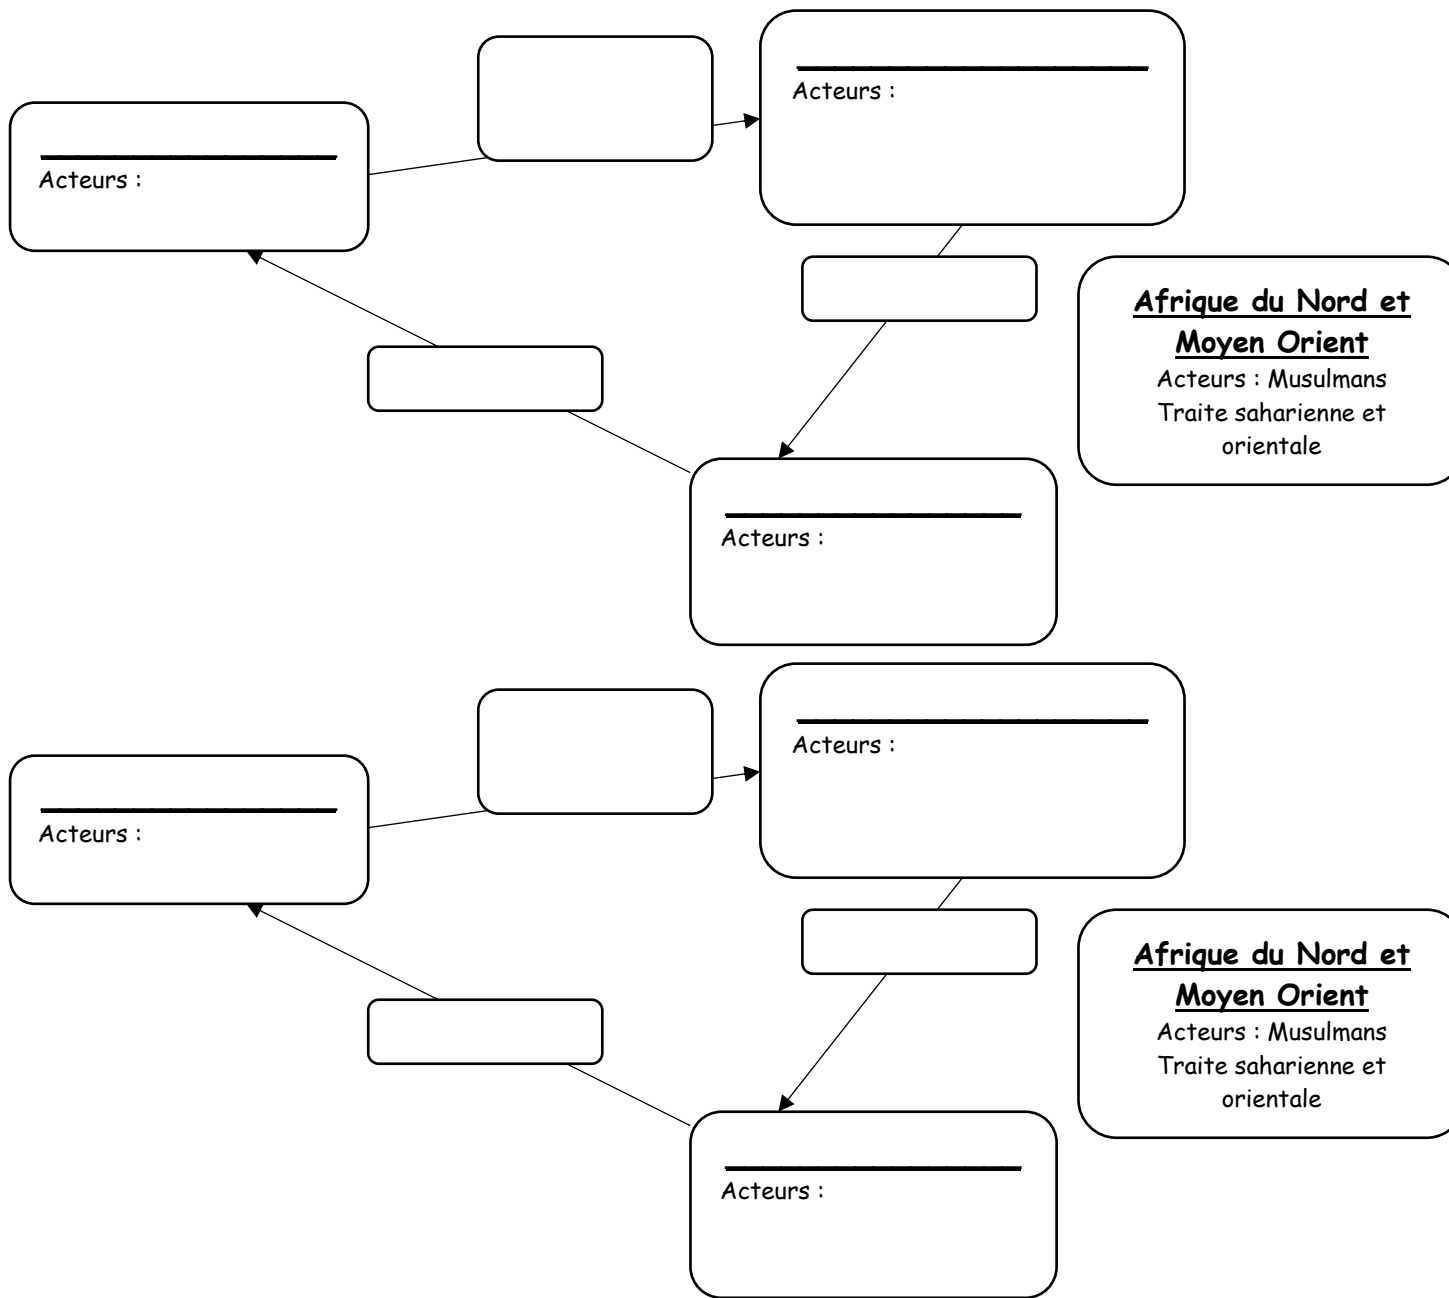 Acteurs :
Acteurs :
Afrique du Nord et
Moyen Orient
Acteurs : Musulmans
Traite saharienne et
orientale
Acteurs :
Acteurs :
Acteurs :
Afrique du Nord et
Moyen Orient
Acteurs : Musulmans
Traite saharienne et
orientale
Acteurs :